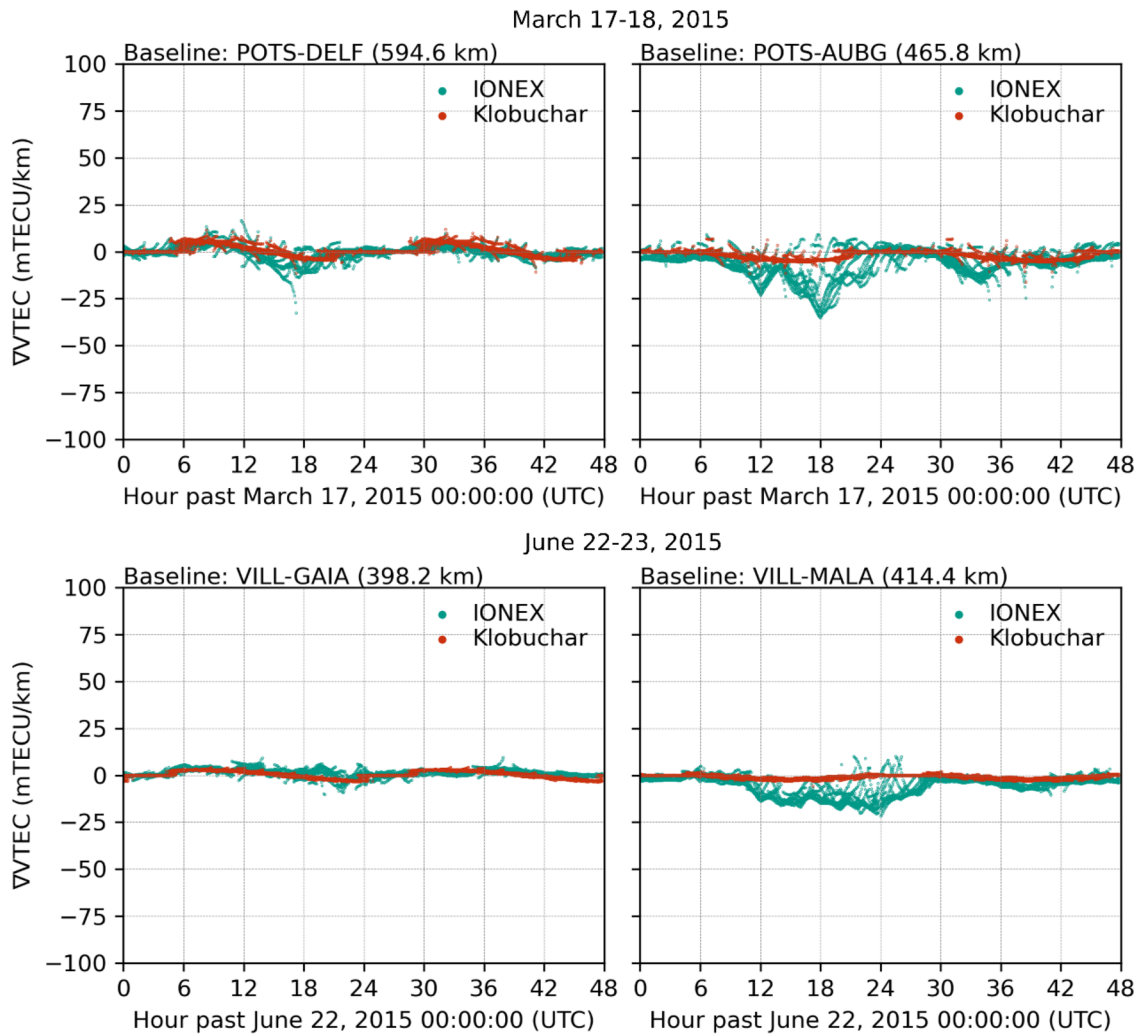 March 17-18, 2015
Baseline: POTS-DELF (594.6 km)
Baseline: POTS-AUBG (465.8 km)
100
75
50
25
0
−25
−50
−75
−100
∇VTEC (mTECU/km)
IONEX
Klobuchar
IONEX
Klobuchar
0 6 12 18 24 30 36 42 48
0 6 12 18 24 30 36 42 48
Hour past March 17, 2015 00:00:00 (UTC)
Hour past March 17, 2015 00:00:00 (UTC)
June 22-23, 2015
Baseline: VILL-GAIA (398.2 km)
Baseline: VILL-MALA (414.4 km)
100
75
50
25
0
−25
−50
−75
−100
∇VTEC (mTECU/km)
IONEX
Klobuchar
IONEX
Klobuchar
0 6 12 18 24 30 36 42 48
0 6 12 18 24 30 36 42 48
Hour past June 22, 2015 00:00:00 (UTC)
Hour past June 22, 2015 00:00:00 (UTC)